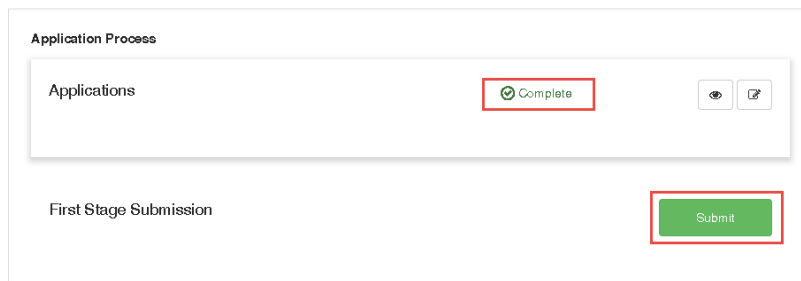 Application Process
Applications
Complete
First Stage Submission
Submit